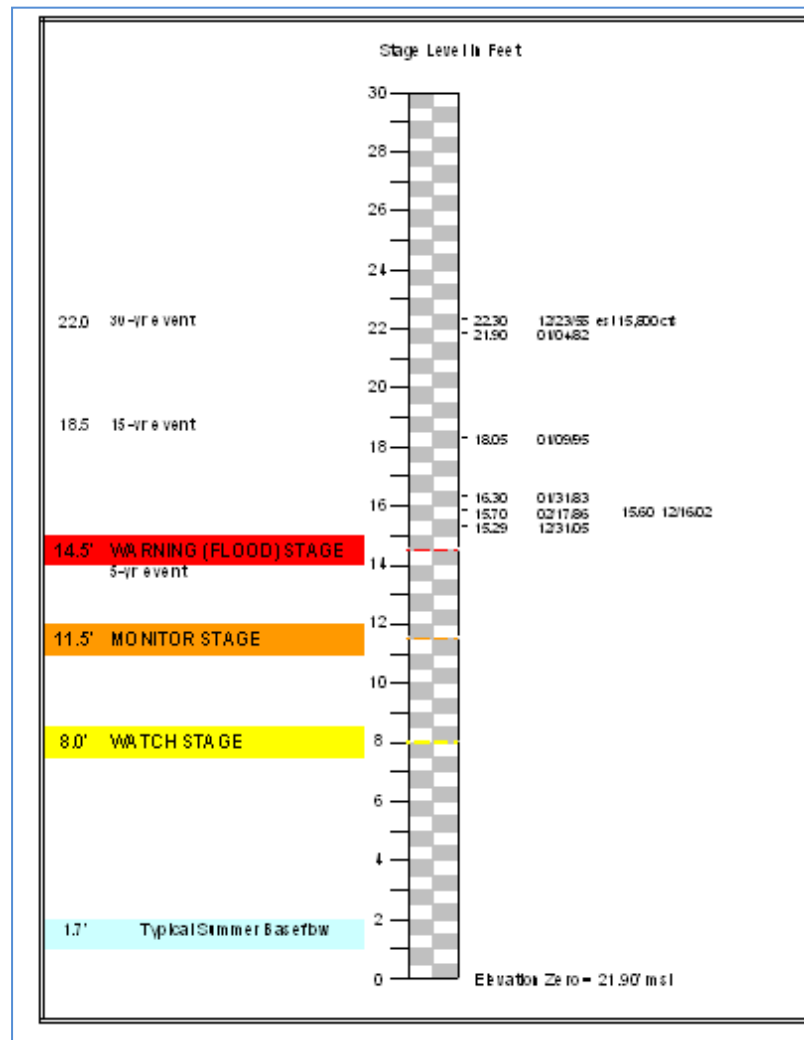 Stage Level in Feet
30
28
26
24
22.0 30-yr event 22 22.30 12/23/55 est 15,800 cfs
21.90 01/04/82
20
18.5 15-yr event
18 18.05 01/09/95
16 16.30 01/31/83
15.70 02/17/86 15.60 12/16/02
15.29 12/31/05
14.5' WARNING (FLOOD) STAGE
5-yr event 14
12
11.5' MONITOR STAGE
10
8.0' WATCH STAGE 8
6
4
1.7' Typical Summer Baseflow 2
0 Elevation Zero = 21.90' msl